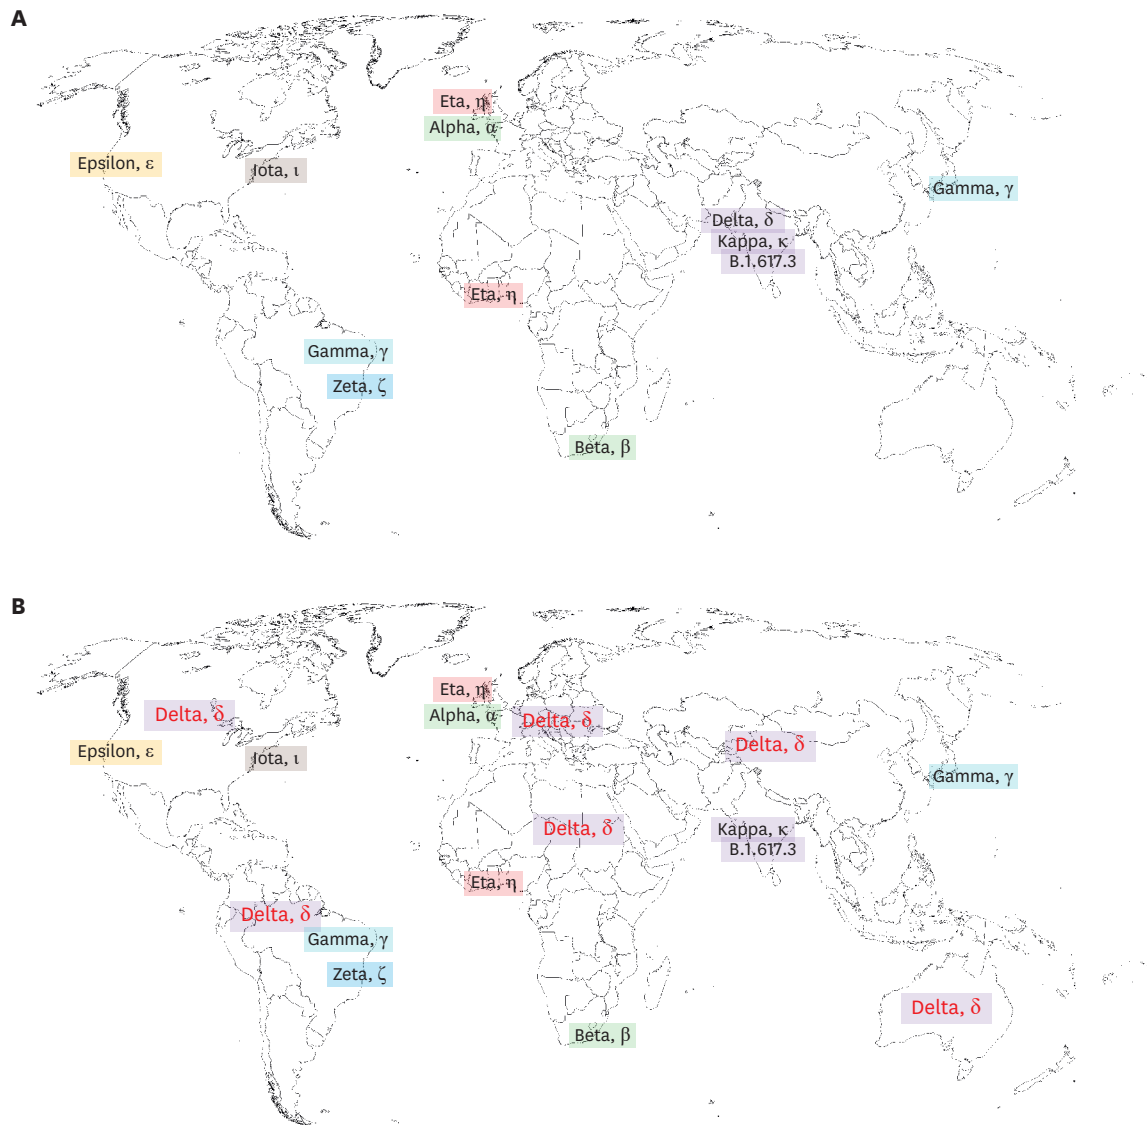 A
Eta, η
Alpha, α
Epsilon, ε
Iota, ι
Gamma, γ
Delta, δ
Kappa, κ
B.1.617.3
Eta, η
Gamma, γ
Zeta, ζ
Beta, β
B
Eta, η
Delta, δ
Alpha, α
Delta, δ
Delta, δ
Epsilon, ε
Iota, ι
Gamma, γ
Delta, δ
Kappa, κ
B.1.617.3
Eta, η
Delta, δ
Gamma, γ
Zeta, ζ
Delta, δ
Beta, β